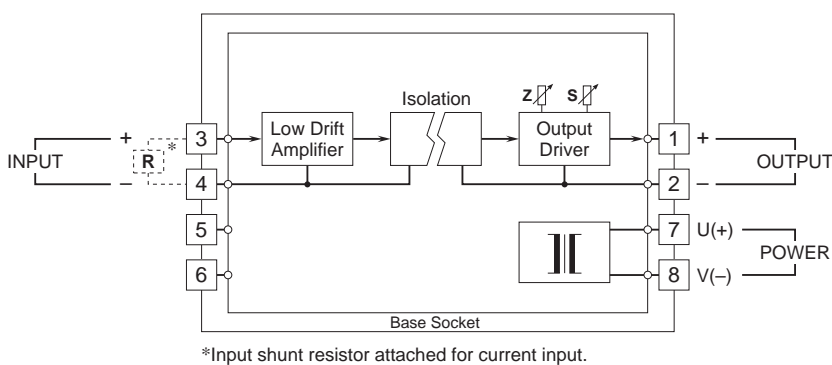 Isolation
Z S
Low Drift
Amplifier
Output
Driver
INPUT
+
–
R
*
3
4
5
6
1
2
7
8
+
–
OUTPUT
U(+)
V(–)
POWER
Base Socket
*Input shunt resistor attached for current input.